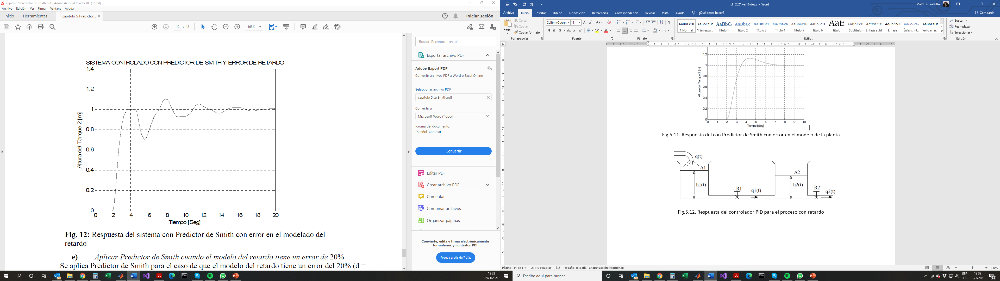 capitulo 5 Predictor de Smith.pdf - Adobe Acrobat Reader DC (32-bit)
Archivo Edición Ver Firmar Ventana Ayuda
Inicio Herramientas capitulo 5 Predictor... ×
Iniciar sesión
12 / 12 168%
SISTEMA CONTROLADO CON PREDICTOR DE SMITH Y ERROR DE RETARDO
1.4
1.2
1
0.8
0.6
0.4
0.2
0
Altura del Tanque 2 [m]
0 2 4 6 8 10 12 14 16 18 20
Tiempo [Seg]
Fig. 12: Respuesta del sistema con Predictor de Smith con error en el modelado del
retardo
e) Aplicar Predictor de Smith cuando el modelo del retardo tiene un error de 20%.
Se aplica Predictor de Smith para el caso de que el modelo del retardo tiene un error del 20% (d =
Buscar 'Reconocer texto'
Exportar archivo PDF
Adobe Export PDF
Convertir archivos PDF a Word o Excel Online
Seleccionar archivo PDF
capitulo 5...e Smith.pdf
Convertir a
Microsoft Word (*.docx)
Idioma del documento:
Español Cambiar
Convertir
Editar PDF
Crear archivo PDF
Comentar
Combinar archivos
Organizar páginas
Convierte, edita y firma electrónicamente
formularios y contratos PDF
Prueba gratis de 7 días
12:32
19/3/2021
clll 2021 ver16.docx - Word
MaRCoS ToiBeRo
Archivo Inicio Insertar Diseño Disposición Referencias Correspondencia Revisar Vista Ayuda ¿Qué desea hacer? Compartir
Pegar
Cortar
Copiar
Copiar formato
Portapapeles
Calibri (Cuerp 11
N K S abc x₂ x²
Fuente
Párrafo
AaBbCcDc AaBbCcDc AaBbC AaBbCc AaBbCcI AaBbCcD AaBbCcD AaBbCcD AaB AaBbCcD AaBbCcDi AaBbCcDi AaBbCcDi AaBbCcDc
¶ Normal ¶ Sin espa... Título 1 Título 2 Título 3 Título 4 Título 5 Título 6 Título Subtítulo Énfasis sutil Énfasis Énfasis int... Texto en n...
Estilos
Buscar
Reemplazar
Seleccionar
Edición
1.2
1
0.8
0.6
0.4
0.2
0
Altura del Tanque 2 [m]
0 1 2 3 4 5 6 7 8 9 10
Tiempo [Seg]
Fig.5.11. Respuesta del con Predictor de Smith con error en el modelo de la planta
q(t)
A1
h1(t)
R1
q1(t)
A2
h2(t)
R2
q2(t)
Fig.5.12. Respuesta del controlador PID para el proceso con retardo
Página 114 de 114 21110 palabras Español (España - alfabetización tradicional) 140%
Escribe aquí para buscar
ESP
ES
12:32
19/3/2021
23